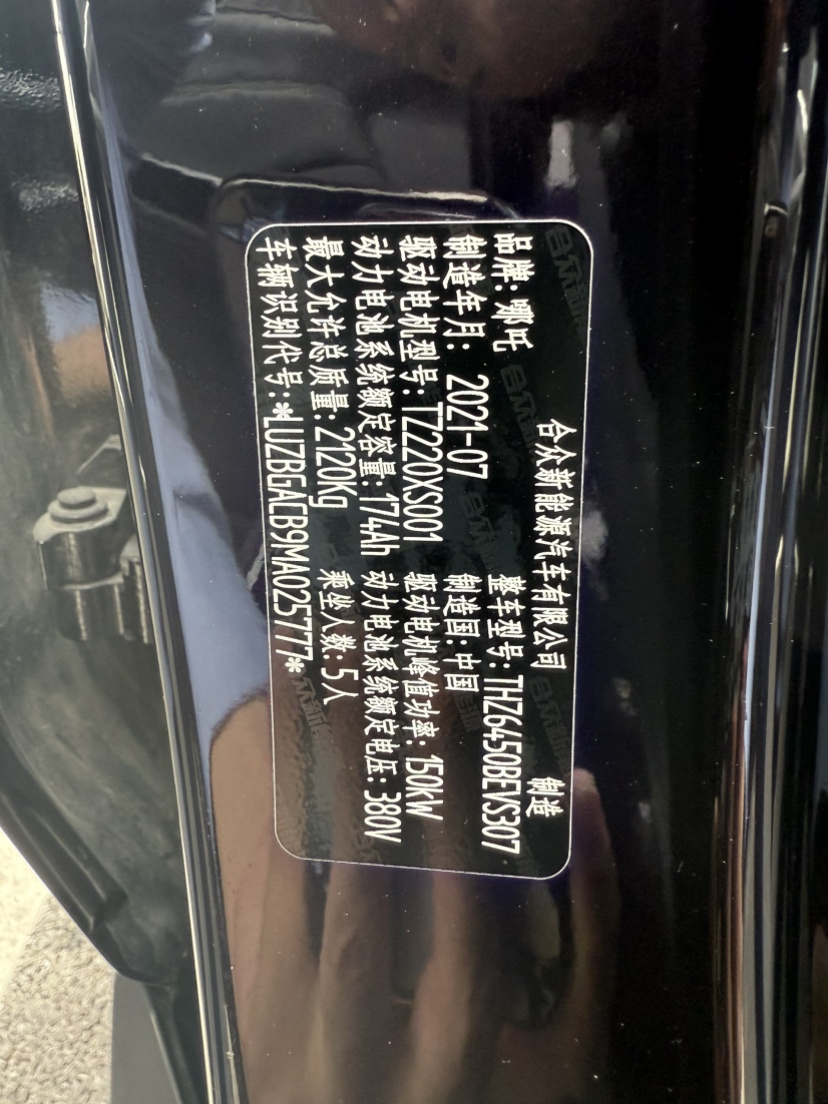 合众新能源汽车有限公司 制造
品牌:哪吒 整车型号:THZ6450BEVS307
制造年月: 2021-07 制造国:中国
驱动电机型号:TZ220XS001 驱动电机峰值功率:150kW
动力电池系统额定容量:174Ah 动力电池系统额定电压:380V
最大允许总质量:2120Kg 乘坐人数:5人
车辆识别代号:*LUZBGACB9MA025777*